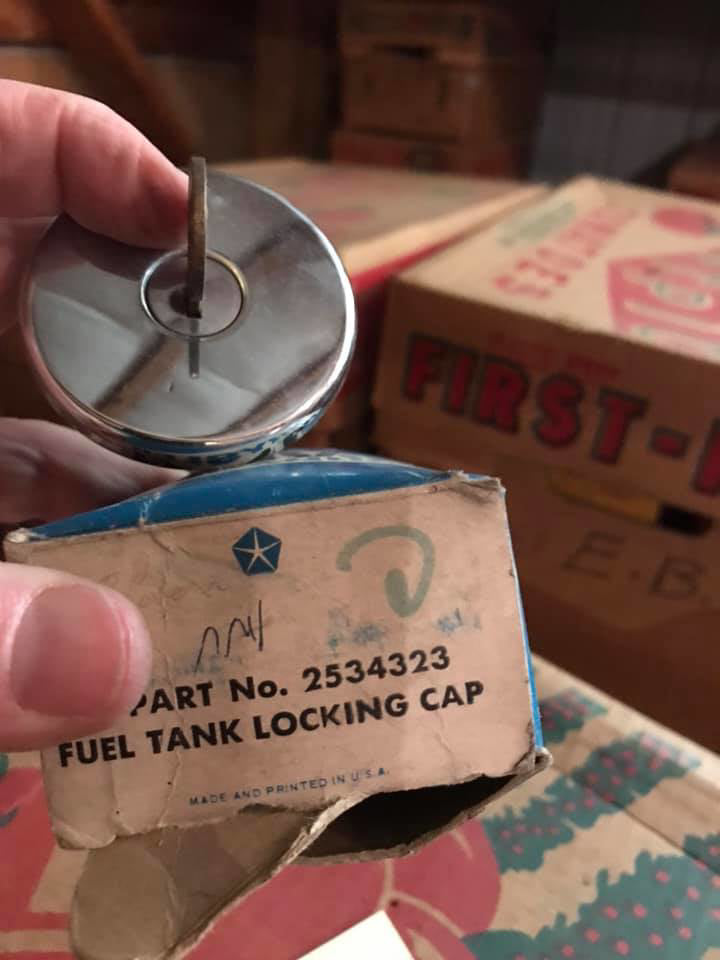 FIRST-
E.B.
PART No. 2534323
FUEL TANK LOCKING CAP
MADE AND PRINTED IN U.S.A.